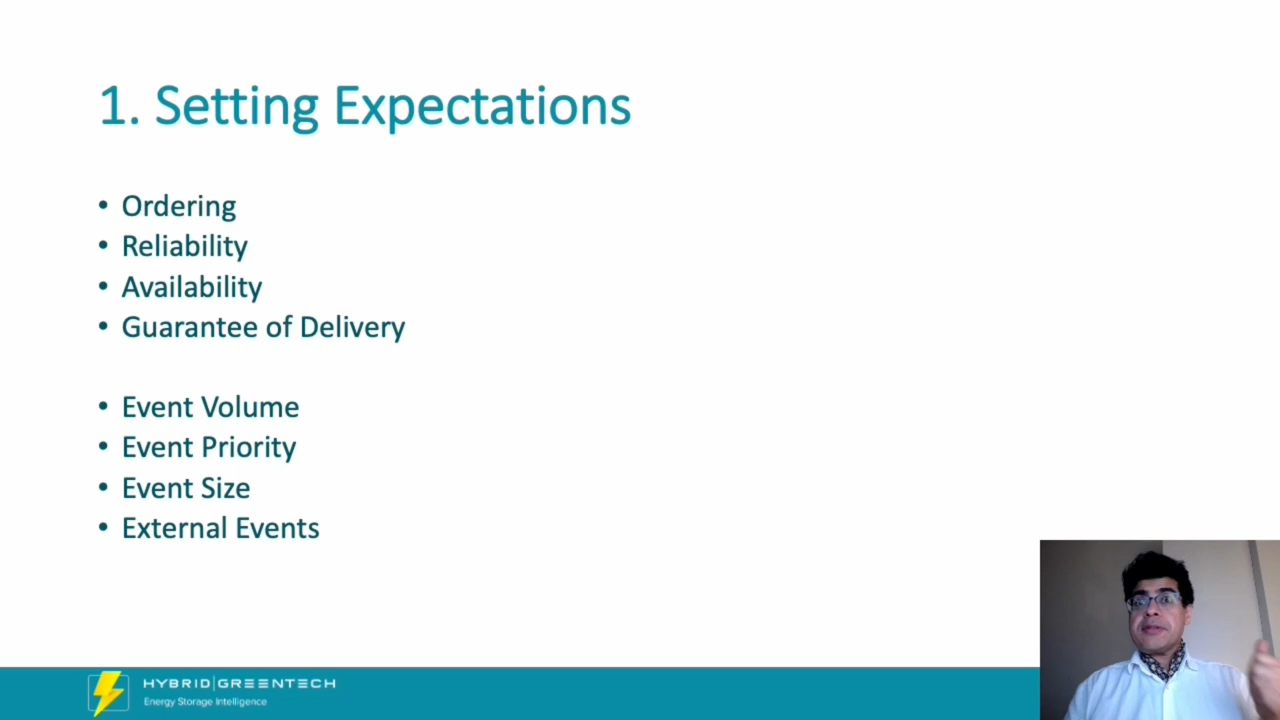 1. Setting Expectations
• Ordering
• Reliability
• Availability
• Guarantee of Delivery
• Event Volume
• Event Priority
• Event Size
• External Events
HYBRID|GREENTECH
Energy Storage Intelligence